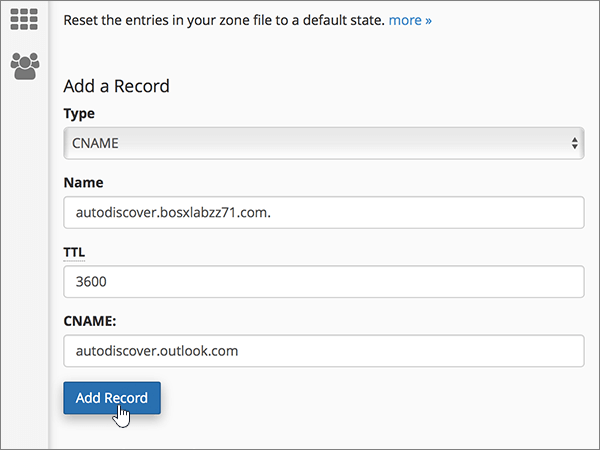 Reset the entries in your zone file to a default state. more »
Add a Record
Type
CNAME
Name
autodiscover.bosxlabzz71.com.
TTL
3600
CNAME:
autodiscover.outlook.com
Add Record